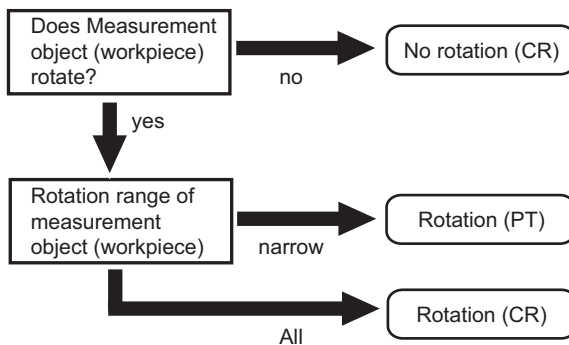 Does Measurement
object (workpiece)
rotate?
no
No rotation (CR)
yes
Rotation range of
measurement
object (workpiece)
narrow
Rotation (PT)
All
Rotation (CR)